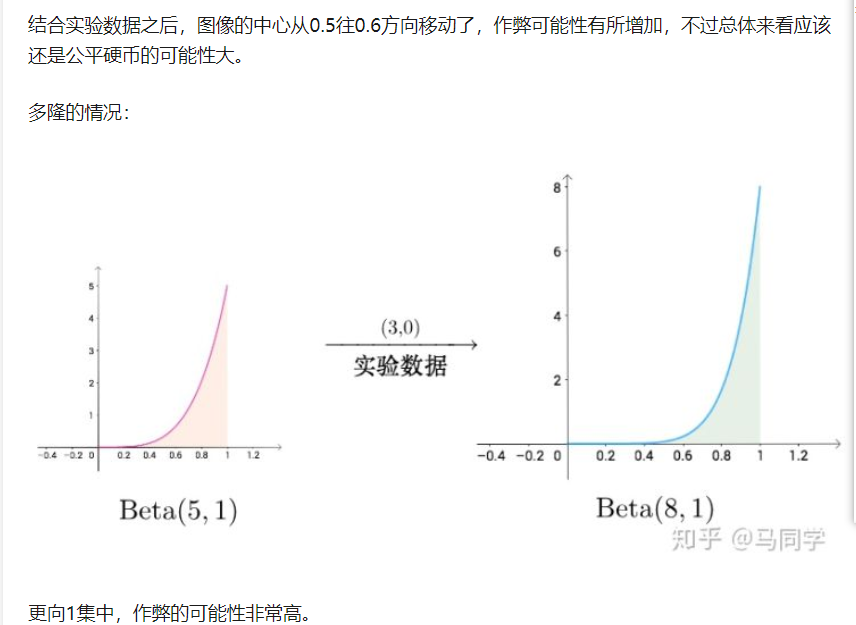 结合实验数据之后，图像的中心从0.5往0.6方向移动了，作弊可能性有所增加，不过总体来看应该
还是公平硬币的可能性大。
多隆的情况：
5
4
3
2
1
-0.4 -0.2 0 0.2 0.4 0.6 0.8 1 1.2
Beta(5, 1)
(3,0)
实验数据
8
6
4
2
-0.4 -0.2 0 0.2 0.4 0.6 0.8 1 1.2
Beta(8, 1)
知乎 @马同学
更向1集中，作弊的可能性非常高。